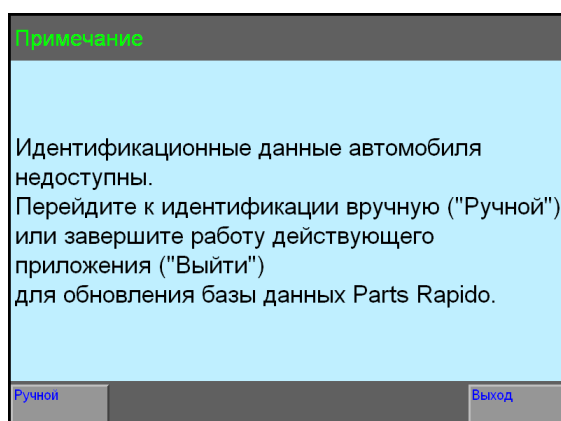 Примечание
Идентификационные данные автомобиля
недоступны.
Перейдите к идентификации вручную ("Ручной")
или завершите работу действующего
приложения ("Выйти")
для обновления базы данных Parts Rapido.
Ручной
Выход